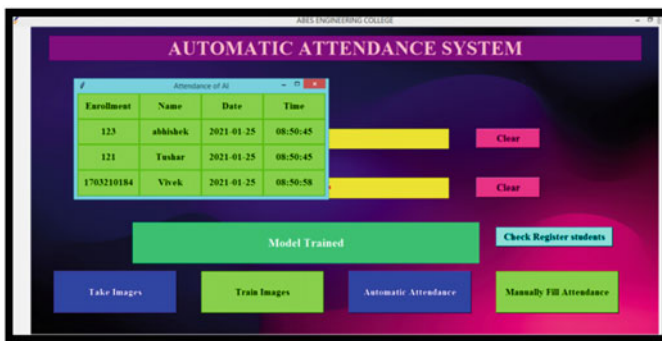 ABES ENGINEERING COLLEGE
AUTOMATIC ATTENDANCE SYSTEM
Attendance of AI
Enrollment Name Date Time
123 abhishek 2021-01-25 08:50:45
121 Tushar 2021-01-25 08:50:45
1703210184 Vivek 2021-01-25 08:50:58
Clear
Clear
Model Trained
Check Register students
Take Images
Train Images
Automatic Attendance
Manually Fill Attendance